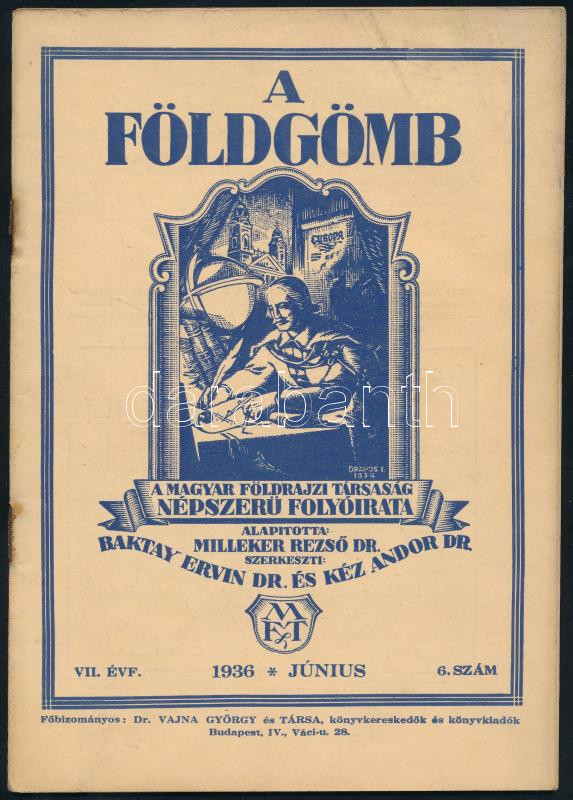 A
FÖLDGÖMB
EUROPA
darabanth
DRAHOS I.
1934
A MAGYAR FÖLDRAJZI TÁRSASÁG
NÉPSZERŰ FOLYÓIRATA
ALAPITOTTA:
MILLEKER REZSŐ DR.
SZERKESZTI:
BAKTAY ERVIN DR. ÉS KÉZ ANDOR DR.
MFT
VII. ÉVF.
1936 * JÚNIUS
6. SZÁM
Főbizományos: Dr. VAJNA GYÖRGY és TÁRSA, könyvkereskedők és könyvkiadók
Budapest, IV., Váci-u. 28.